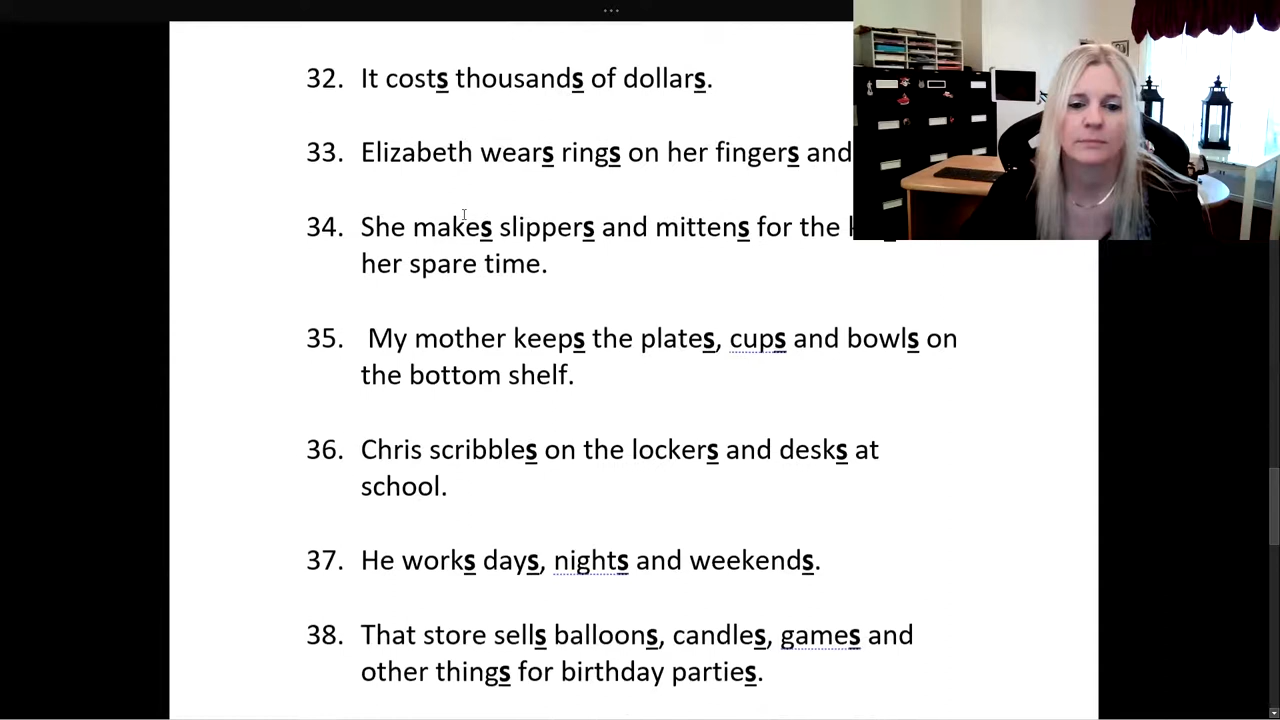 32. It costs thousands of dollars.
33. Elizabeth wears rings on her fingers and
34. She makes slippers and mittens for the
her spare time.
35. My mother keeps the plates, cups and bowls on
the bottom shelf.
36. Chris scribbles on the lockers and desks at
school.
37. He works days, nights and weekends.
38. That store sells balloons, candles, games and
other things for birthday parties.